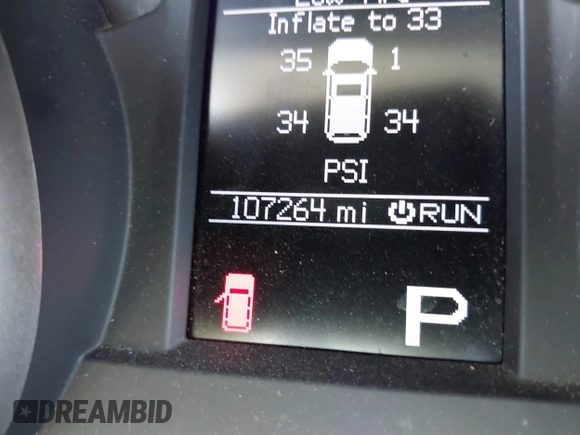 Inflate to 33
35 1
34 34
PSI
107264 mi RUN
P
DREAMBID